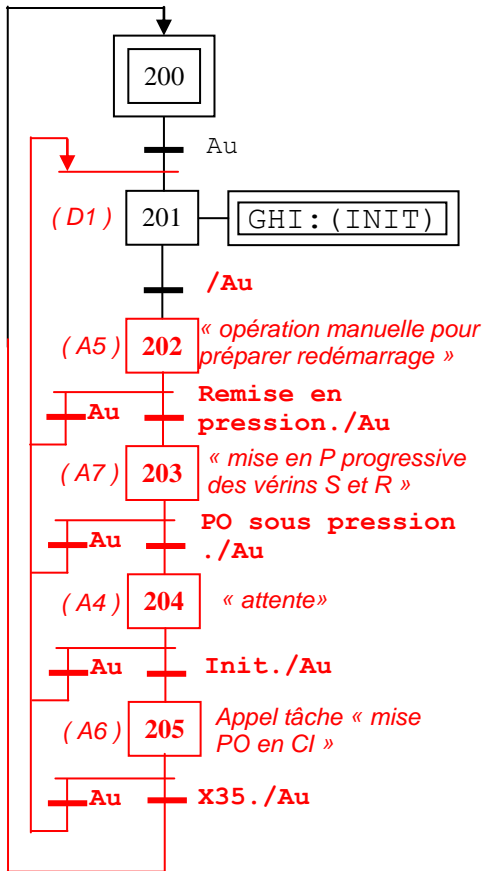 200
Au
(D1) 201 GHI:(INIT)
/Au
(A5) 202 « opération manuelle pour
préparer redémarrage »
Au Remise en
pression./Au
(A7) 203 « mise en P progressive
des vérins S et R »
Au PO sous pression
./Au
(A4) 204 « attente»
Au Init./Au
(A6) 205 Appel tâche « mise
PO en CI »
Au X35./Au